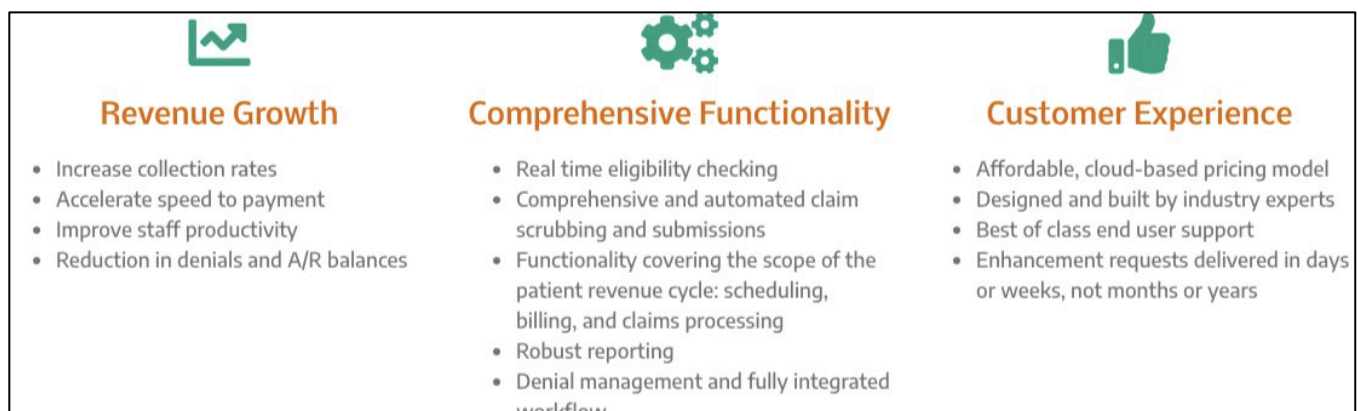 Revenue Growth
• Increase collection rates
• Accelerate speed to payment
• Improve staff productivity
• Reduction in denials and A/R balances
Comprehensive Functionality
• Real time eligibility checking
• Comprehensive and automated claim
scrubbing and submissions
• Functionality covering the scope of the
patient revenue cycle: scheduling,
billing, and claims processing
• Robust reporting
• Denial management and fully integrated
workflow
Customer Experience
• Affordable, cloud-based pricing model
• Designed and built by industry experts
• Best of class end user support
• Enhancement requests delivered in days
or weeks, not months or years